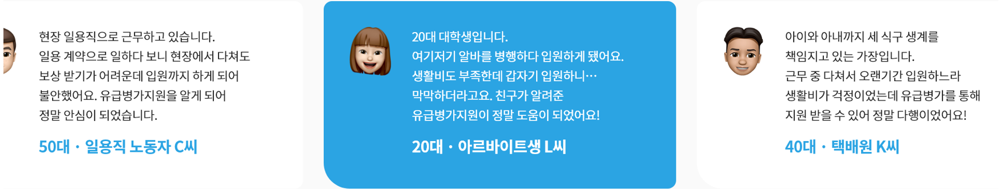 현장 일용직으로 근무하고 있습니다.
일용 계약으로 일하다 보니 현장에서 다쳐도
보상 받기가 어려운데 입원까지 하게 되어
불안했어요. 유급병가지원을 알게 되어
정말 안심이 되었습니다.
50대 · 일용직 노동자 C씨
20대 대학생입니다.
여기저기 알바를 병행하다 입원하게 됐어요.
생활비도 부족한데 갑자기 입원하니…
막막하더라고요. 친구가 알려준
유급병가지원이 정말 도움이 되었어요!
20대 · 아르바이트생 L씨
아이와 아내까지 세 식구 생계를
책임지고 있는 가장입니다.
근무 중 다쳐서 오랜기간 입원하느라
생활비가 걱정이었는데 유급병가를 통해
지원 받을 수 있어 정말 다행이었어요!
40대 · 택배원 K씨